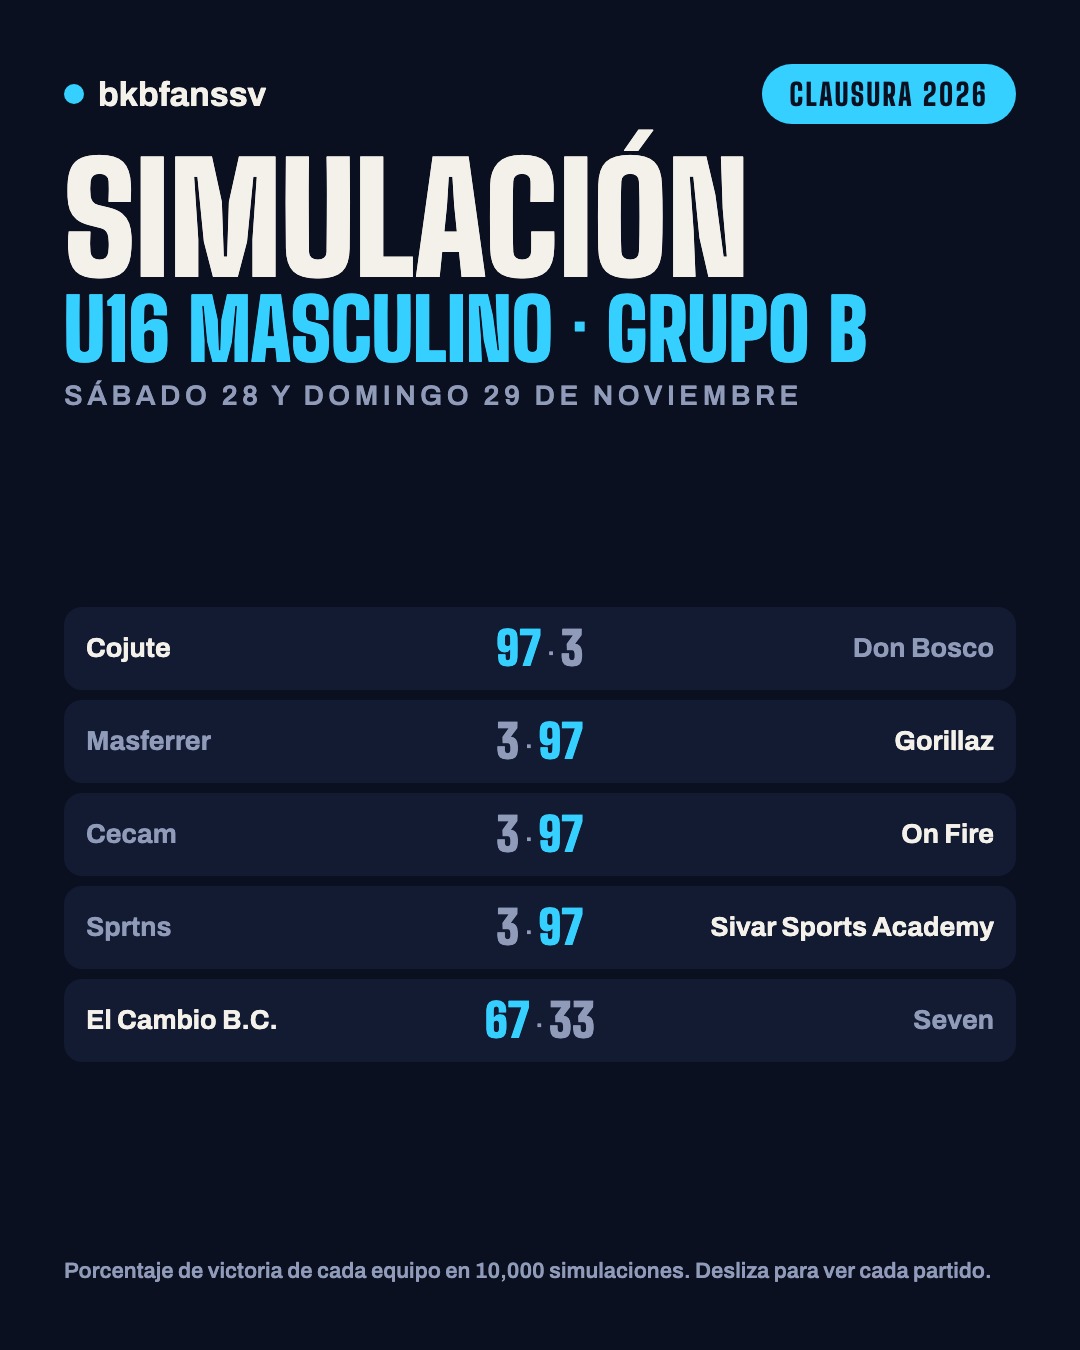 bkbfanssv
CLAUSURA 2026
SIMULACIÓN
U16 MASCULINO · GRUPO B
SÁBADO 28 Y DOMINGO 29 DE NOVIEMBRE
Cojute 97 · 3 Don Bosco
Masferrer 3 · 97 Gorillaz
Cecam 3 · 97 On Fire
Sprtns 3 · 97 Sivar Sports Academy
El Cambio B.C. 67 · 33 Seven
Porcentaje de victoria de cada equipo en 10,000 simulaciones. Desliza para ver cada partido.